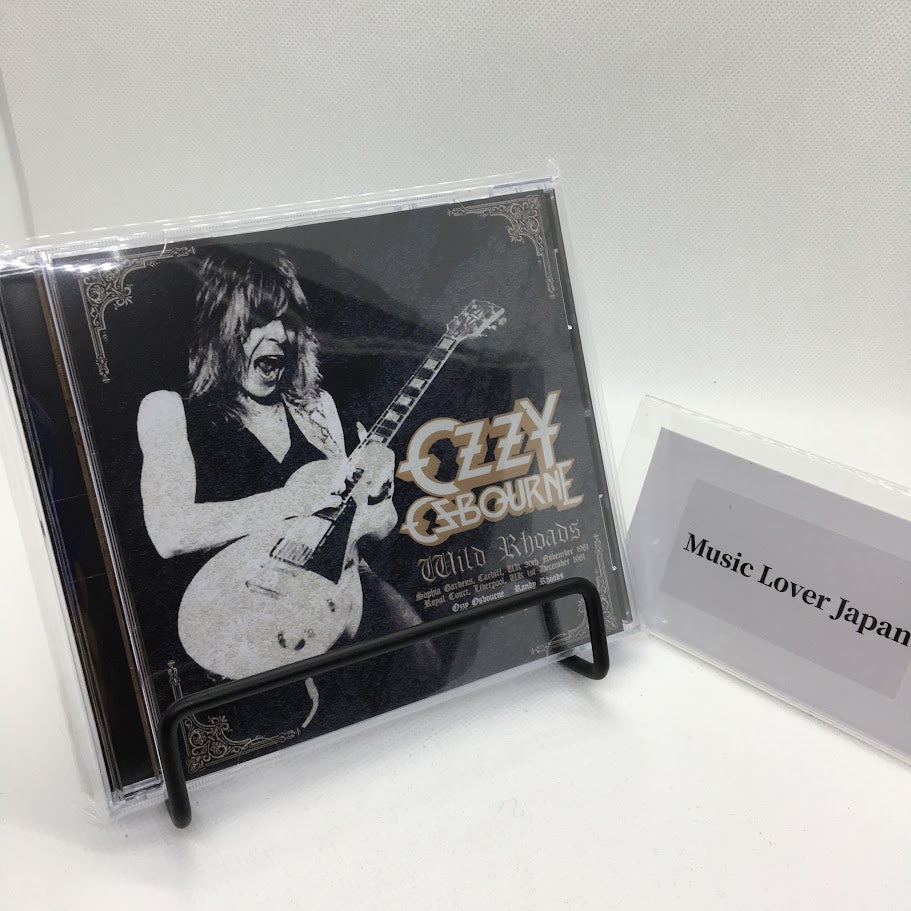 OZZY
OSBOURNE
Wild Rhoads
Sophia Gardens, Cardiff, UK 30th November 1981
Royal Court, Liverpool, UK 1st December 1981
Ozzy Osbourne Randy Rhoads
Music Lover Japan